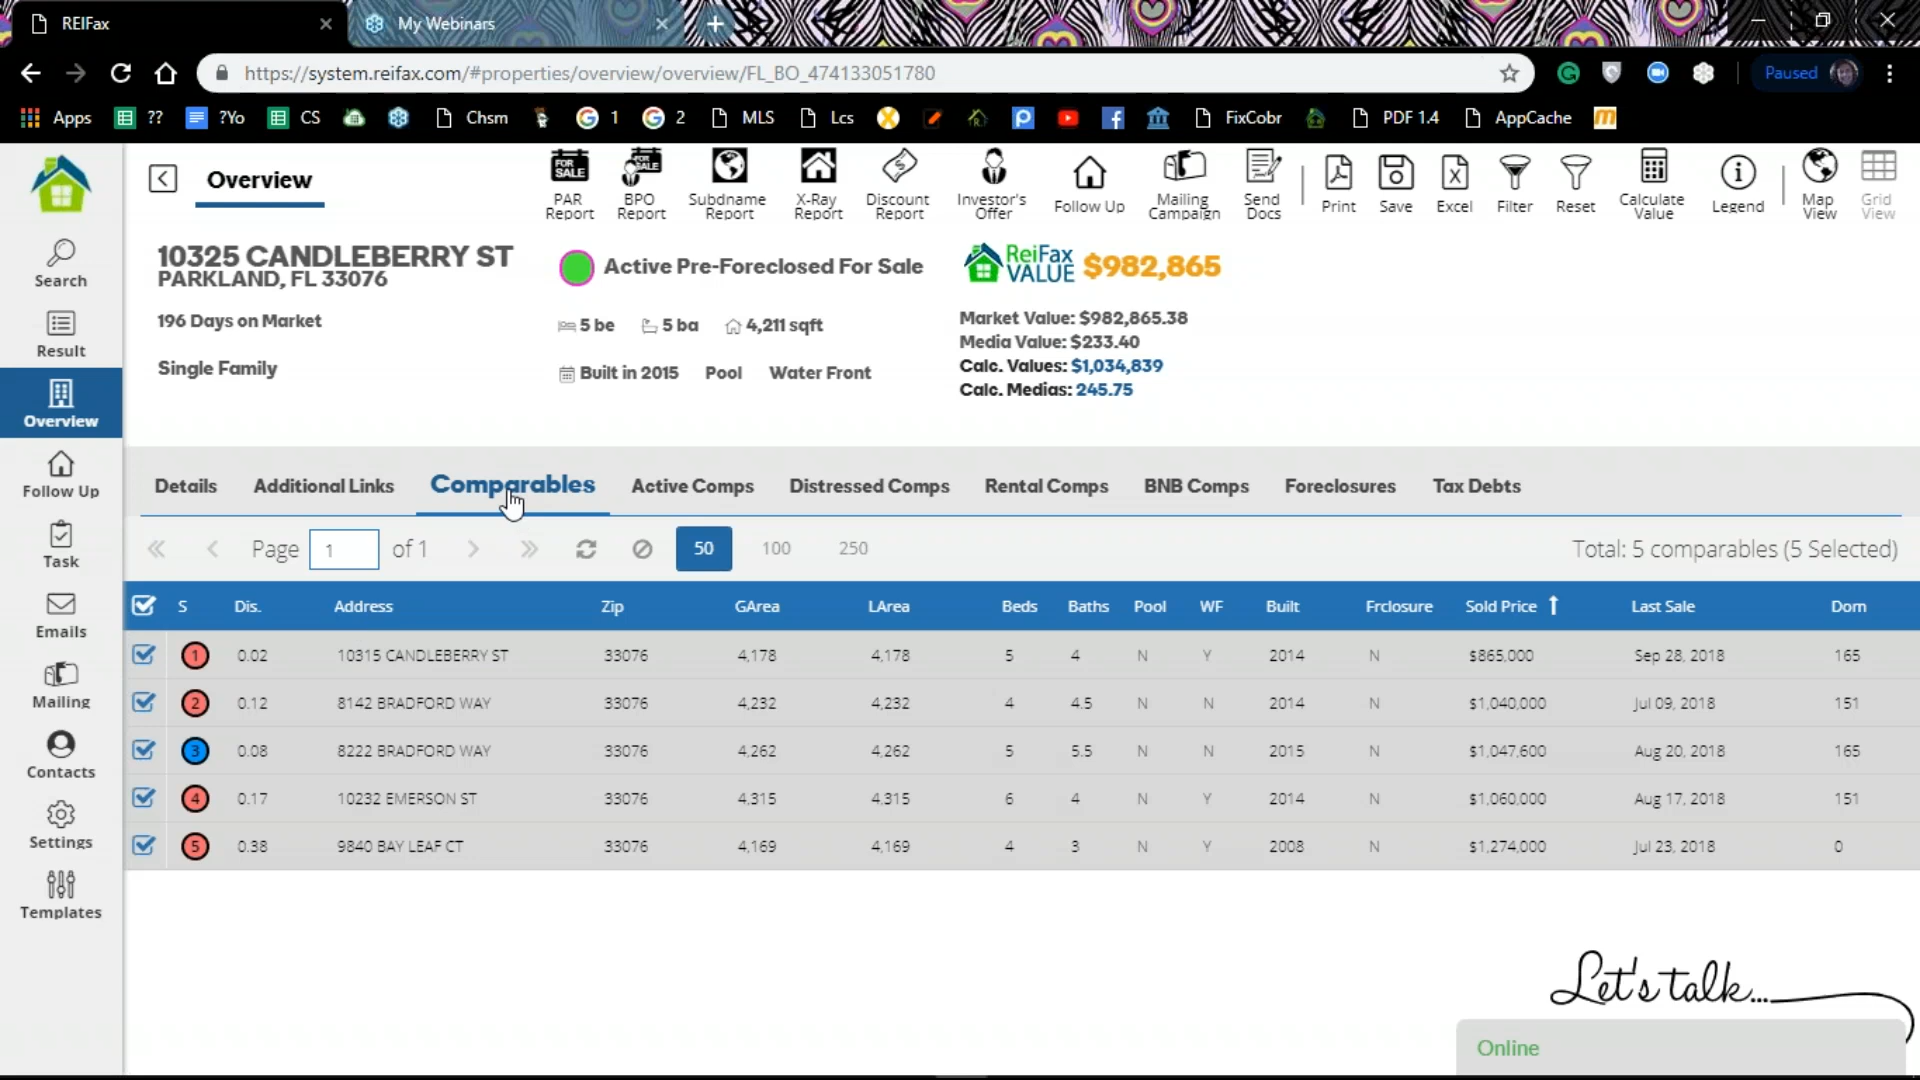 REIFax
My Webinars
https://system.reifax.com/#properties/overview/overview/FL_BO_474133051780
Paused
Apps ?? ?Yo CS Chsm 1 2 MLS Lcs FixCobr PDF 1.4 AppCache
Overview
FOR SALE
PAR Report
BPO Report
Subdname Report
X-Ray Report
Discount Report
Investor's Offer
Follow Up
Mailing Campaign
Send Docs
Print
Save
Excel
Filter
Reset
Calculate Value
Legend
Map View
Grid View
Search
Result
Overview
Follow Up
Task
Emails
Mailing
Contacts
Settings
Templates
10325 CANDLEBERRY ST
PARKLAND, FL 33076
196 Days on Market
Single Family
Active Pre-Foreclosed For Sale
5 be 5 ba 4,211 sqft
Built in 2015 Pool Water Front
ReiFax VALUE $982,865
Market Value: $982,865.38
Media Value: $233.40
Calc. Values: $1,034,839
Calc. Medias: 245.75
Details Additional Links Comparables Active Comps Distressed Comps Rental Comps BNB Comps Foreclosures Tax Debts
Page 1 of 1 50 100 250 Total: 5 comparables (5 Selected)
S Dis. Address Zip GArea LArea Beds Baths Pool WF Built Frclosure Sold Price Last Sale Dom
1 0.02 10315 CANDLEBERRY ST 33076 4,178 4,178 5 4 N Y 2014 N $865,000 Sep 28, 2018 165
2 0.12 8142 BRADFORD WAY 33076 4,232 4,232 4 4.5 N N 2014 N $1,040,000 Jul 09, 2018 151
3 0.08 8222 BRADFORD WAY 33076 4,262 4,262 5 5.5 N N 2015 N $1,047,600 Aug 20, 2018 165
4 0.17 10232 EMERSON ST 33076 4,315 4,315 6 4 N Y 2014 N $1,060,000 Aug 17, 2018 151
5 0.38 9840 BAY LEAF CT 33076 4,169 4,169 4 3 N Y 2008 N $1,274,000 Jul 23, 2018 0
Let's talk...
Online